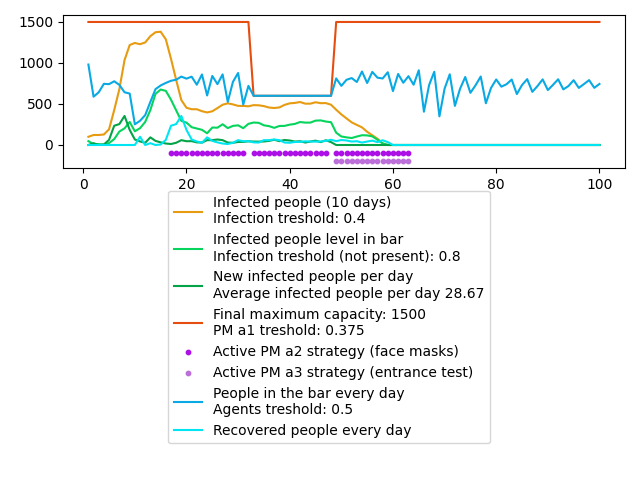 1500
1000
500
0
0 20 40 60 80 100
Infected people (10 days)
Infection treshold: 0.4
Infected people level in bar
Infection treshold (not present): 0.8
New infected people per day
Average infected people per day 28.67
Final maximum capacity: 1500
PM a1 treshold: 0.375
Active PM a2 strategy (face masks)
Active PM a3 strategy (entrance test)
People in the bar every day
Agents treshold: 0.5
Recovered people every day